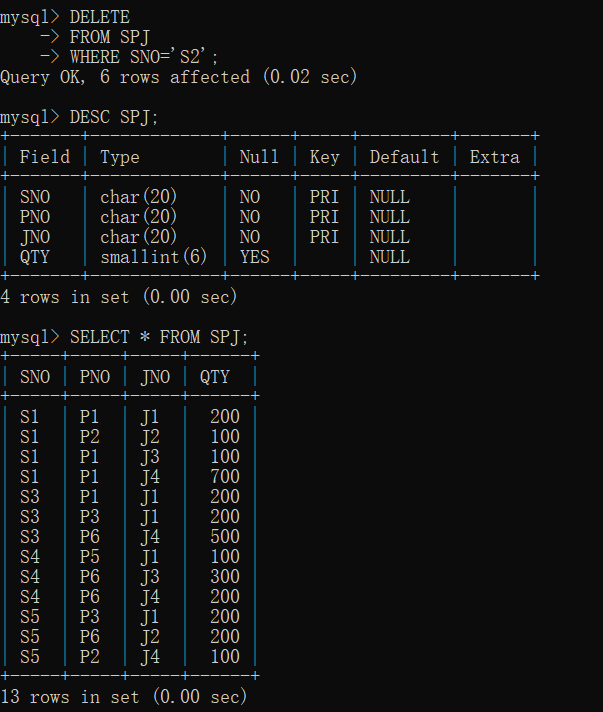 mysql> DELETE
    -> FROM SPJ
    -> WHERE SNO='S2';
Query OK, 6 rows affected (0.02 sec)
mysql> DESC SPJ;
+-------+-------------+------+-----+---------+-------+
| Field | Type        | Null | Key | Default | Extra |
+-------+-------------+------+-----+---------+-------+
| SNO   | char(20)    | NO   | PRI | NULL    |       |
| PNO   | char(20)    | NO   | PRI | NULL    |       |
| JNO   | char(20)    | NO   | PRI | NULL    |       |
| QTY   | smallint(6) | YES  |     | NULL    |       |
+-------+-------------+------+-----+---------+-------+
4 rows in set (0.00 sec)
mysql> SELECT * FROM SPJ;
+-----+-----+-----+------+
| SNO | PNO | JNO | QTY  |
+-----+-----+-----+------+
| S1  | P1  | J1  |  200 |
| S1  | P2  | J2  |  100 |
| S1  | P1  | J3  |  100 |
| S1  | P1  | J4  |  700 |
| S3  | P1  | J1  |  200 |
| S3  | P3  | J1  |  200 |
| S3  | P6  | J4  |  500 |
| S4  | P5  | J1  |  100 |
| S4  | P6  | J3  |  300 |
| S4  | P6  | J4  |  200 |
| S5  | P3  | J1  |  200 |
| S5  | P6  | J2  |  200 |
| S5  | P2  | J4  |  100 |
+-----+-----+-----+------+
13 rows in set (0.00 sec)